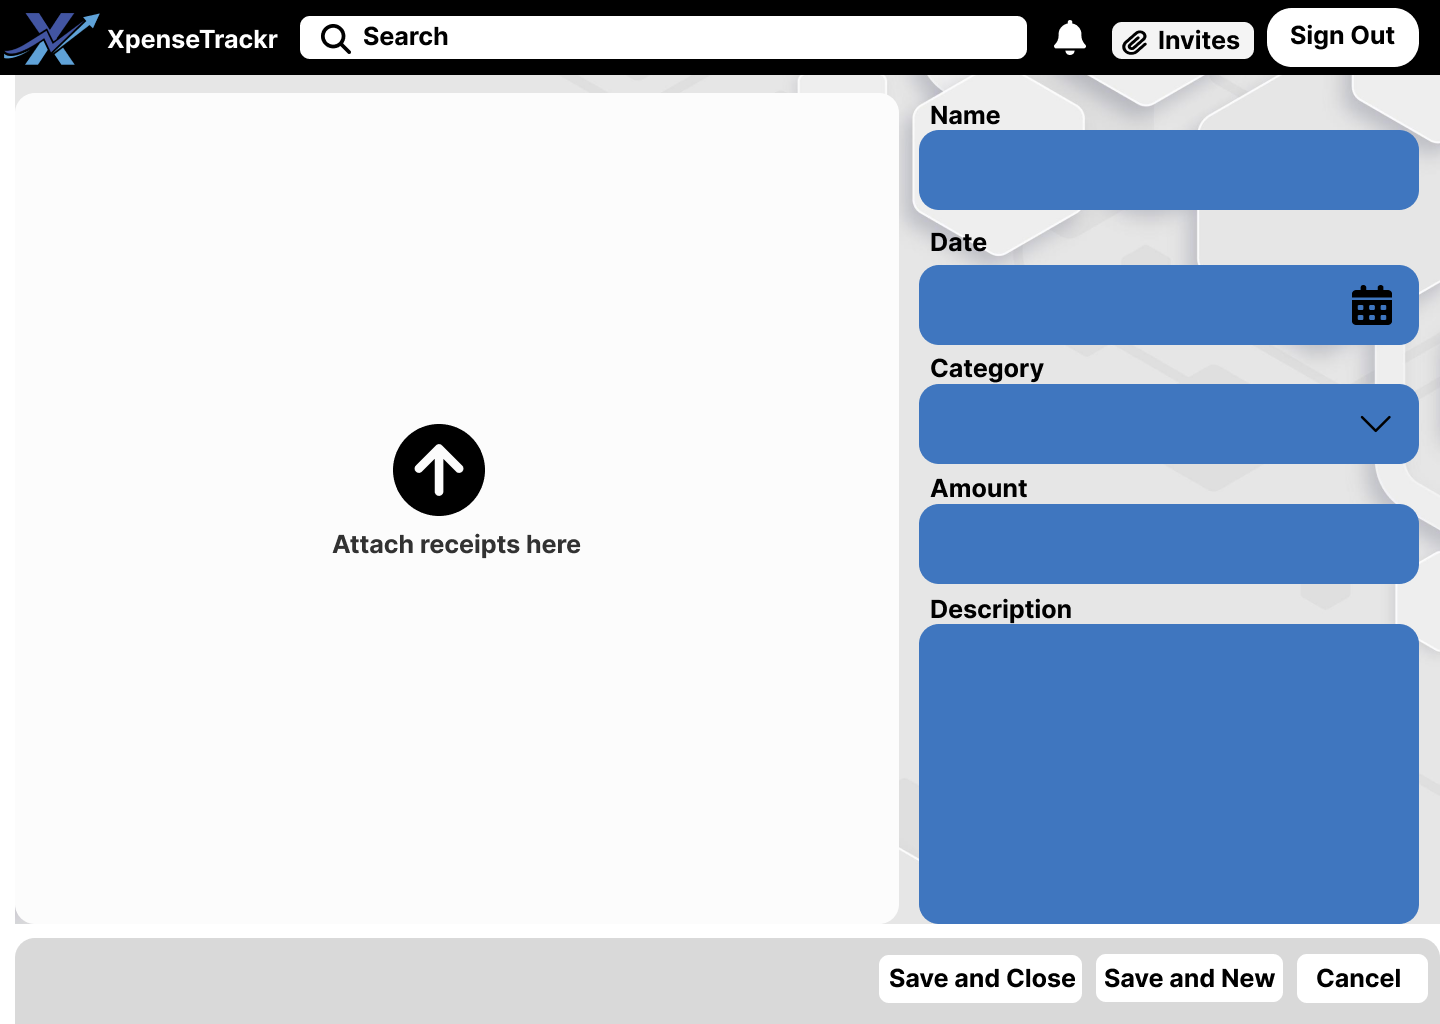 XpenseTrackr
Search
Invites
Sign Out
Name
Date
Category
Amount
Description
Attach receipts here
Save and Close
Save and New
Cancel